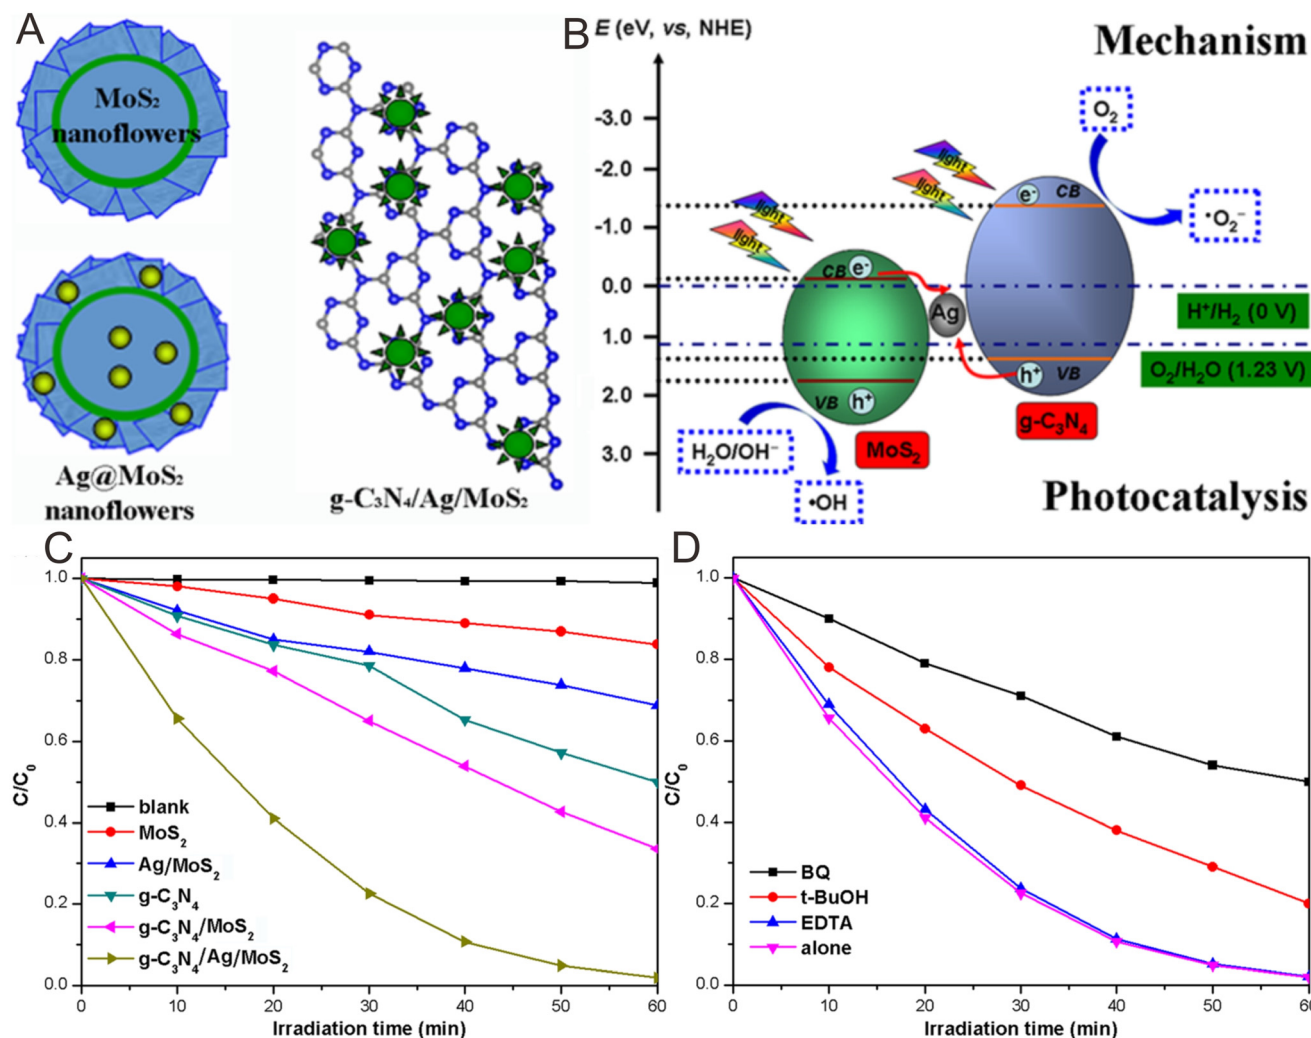 A
MoS₂
nanoflowers
Ag@MoS₂
nanoflowers
g-C₃N₄/Ag/MoS₂
B
E (eV, vs, NHE)
Mechanism
-3.0
-2.0
-1.0
0.0
1.0
2.0
3.0
light
light
light
light
O₂
e⁻ CB
•O₂⁻
CB e⁻
Ag
H⁺/H₂ (0 V)
O₂/H₂O (1.23 V)
h⁺ VB
VB h⁺
g-C₃N₄
MoS₂
H₂O/OH⁻
•OH
Photocatalysis
C
1.0
0.8
0.6
0.4
0.2
0.0
C/C₀
blank
MoS₂
Ag/MoS₂
g-C₃N₄
g-C₃N₄/MoS₂
g-C₃N₄/Ag/MoS₂
0 10 20 30 40 50 60
Irradiation time (min)
D
1.0
0.8
0.6
0.4
0.2
0.0
C/C₀
BQ
t-BuOH
EDTA
alone
0 10 20 30 40 50 60
Irradiation time (min)